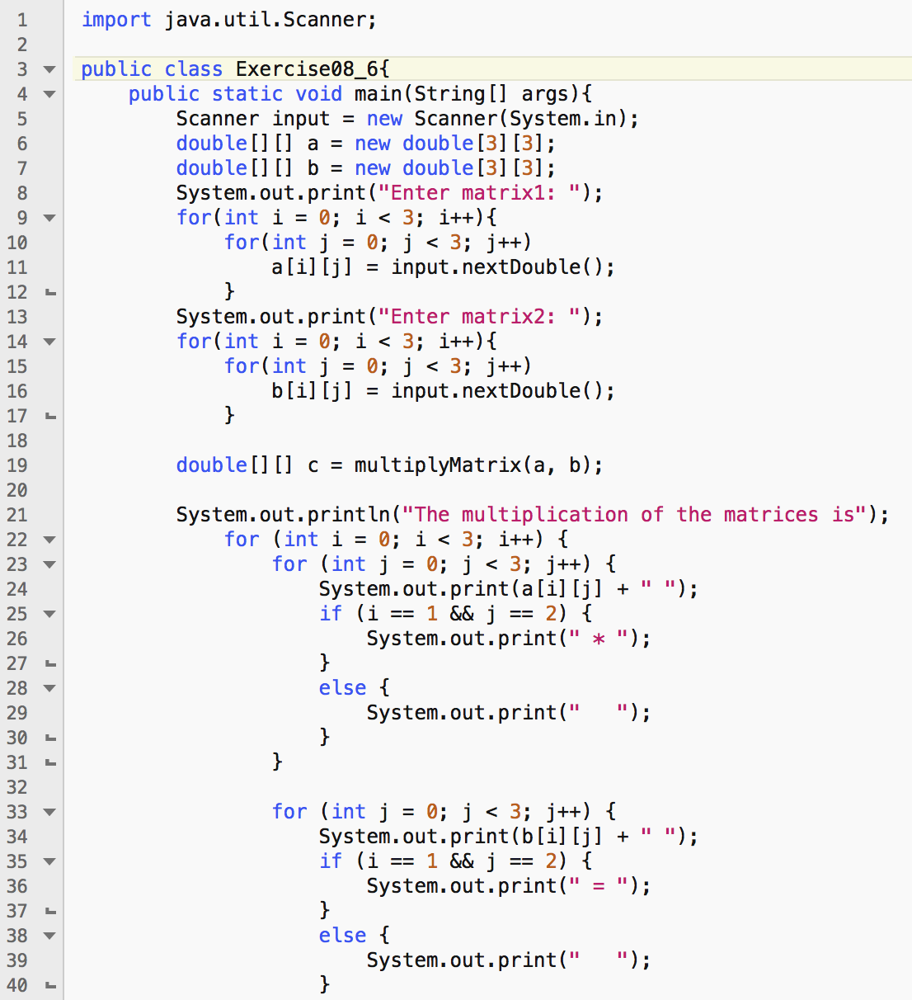 1 import java.util.Scanner;
2
3 public class Exercise08_6{
4     public static void main(String[] args){
5         Scanner input = new Scanner(System.in);
6         double[][] a = new double[3][3];
7         double[][] b = new double[3][3];
8         System.out.print("Enter matrix1: ");
9         for(int i = 0; i < 3; i++){
10             for(int j = 0; j < 3; j++)
11                 a[i][j] = input.nextDouble();
12             }
13         System.out.print("Enter matrix2: ");
14         for(int i = 0; i < 3; i++){
15             for(int j = 0; j < 3; j++)
16                 b[i][j] = input.nextDouble();
17             }
18
19         double[][] c = multiplyMatrix(a, b);
20
21         System.out.println("The multiplication of the matrices is");
22             for (int i = 0; i < 3; i++) {
23                 for (int j = 0; j < 3; j++) {
24                     System.out.print(a[i][j] + " ");
25                     if (i == 1 && j == 2) {
26                         System.out.print(" * ");
27                     }
28                     else {
29                         System.out.print("   ");
30                     }
31                 }
32
33                 for (int j = 0; j < 3; j++) {
34                     System.out.print(b[i][j] + " ");
35                     if (i == 1 && j == 2) {
36                         System.out.print(" = ");
37                     }
38                     else {
39                         System.out.print("   ");
40                     }